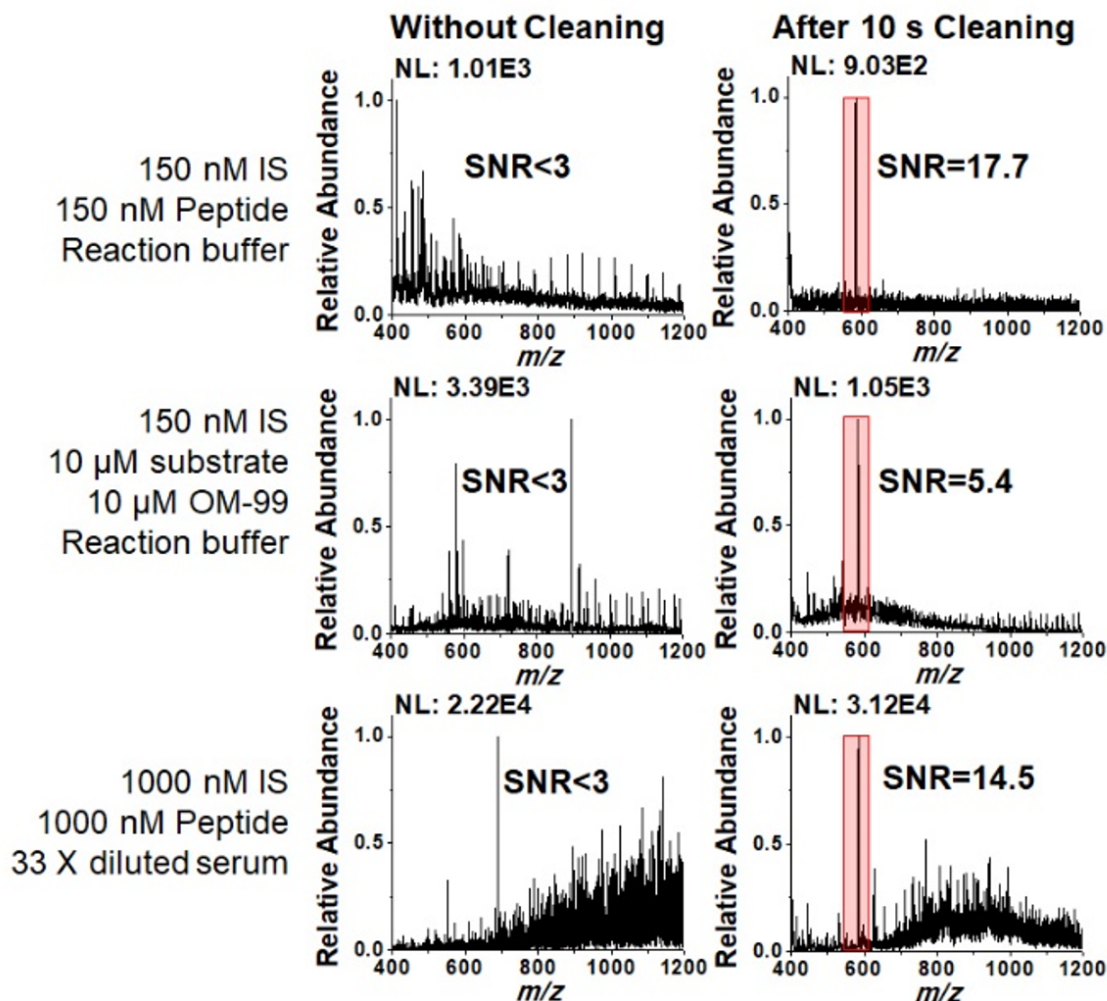 Without Cleaning
After 10 s Cleaning
150 nM IS
150 nM Peptide
Reaction buffer
NL: 1.01E3
SNR<3
Relative Abundance
1.0
0.5
0.0
400 600 800 1000 1200
m/z
NL: 9.03E2
SNR=17.7
Relative Abundance
1.0
0.5
0.0
400 600 800 1000 1200
m/z
150 nM IS
10 µM substrate
10 µM OM-99
Reaction buffer
NL: 3.39E3
SNR<3
Relative Abundance
1.0
0.5
0.0
400 600 800 1000 1200
m/z
NL: 1.05E3
SNR=5.4
Relative Abundance
1.0
0.5
0.0
400 600 800 1000 1200
m/z
1000 nM IS
1000 nM Peptide
33 X diluted serum
NL: 2.22E4
SNR<3
Relative Abundance
1.0
0.5
0.0
400 600 800 1000 1200
m/z
NL: 3.12E4
SNR=14.5
Relative Abundance
1.0
0.5
0.0
400 600 800 1000 1200
m/z